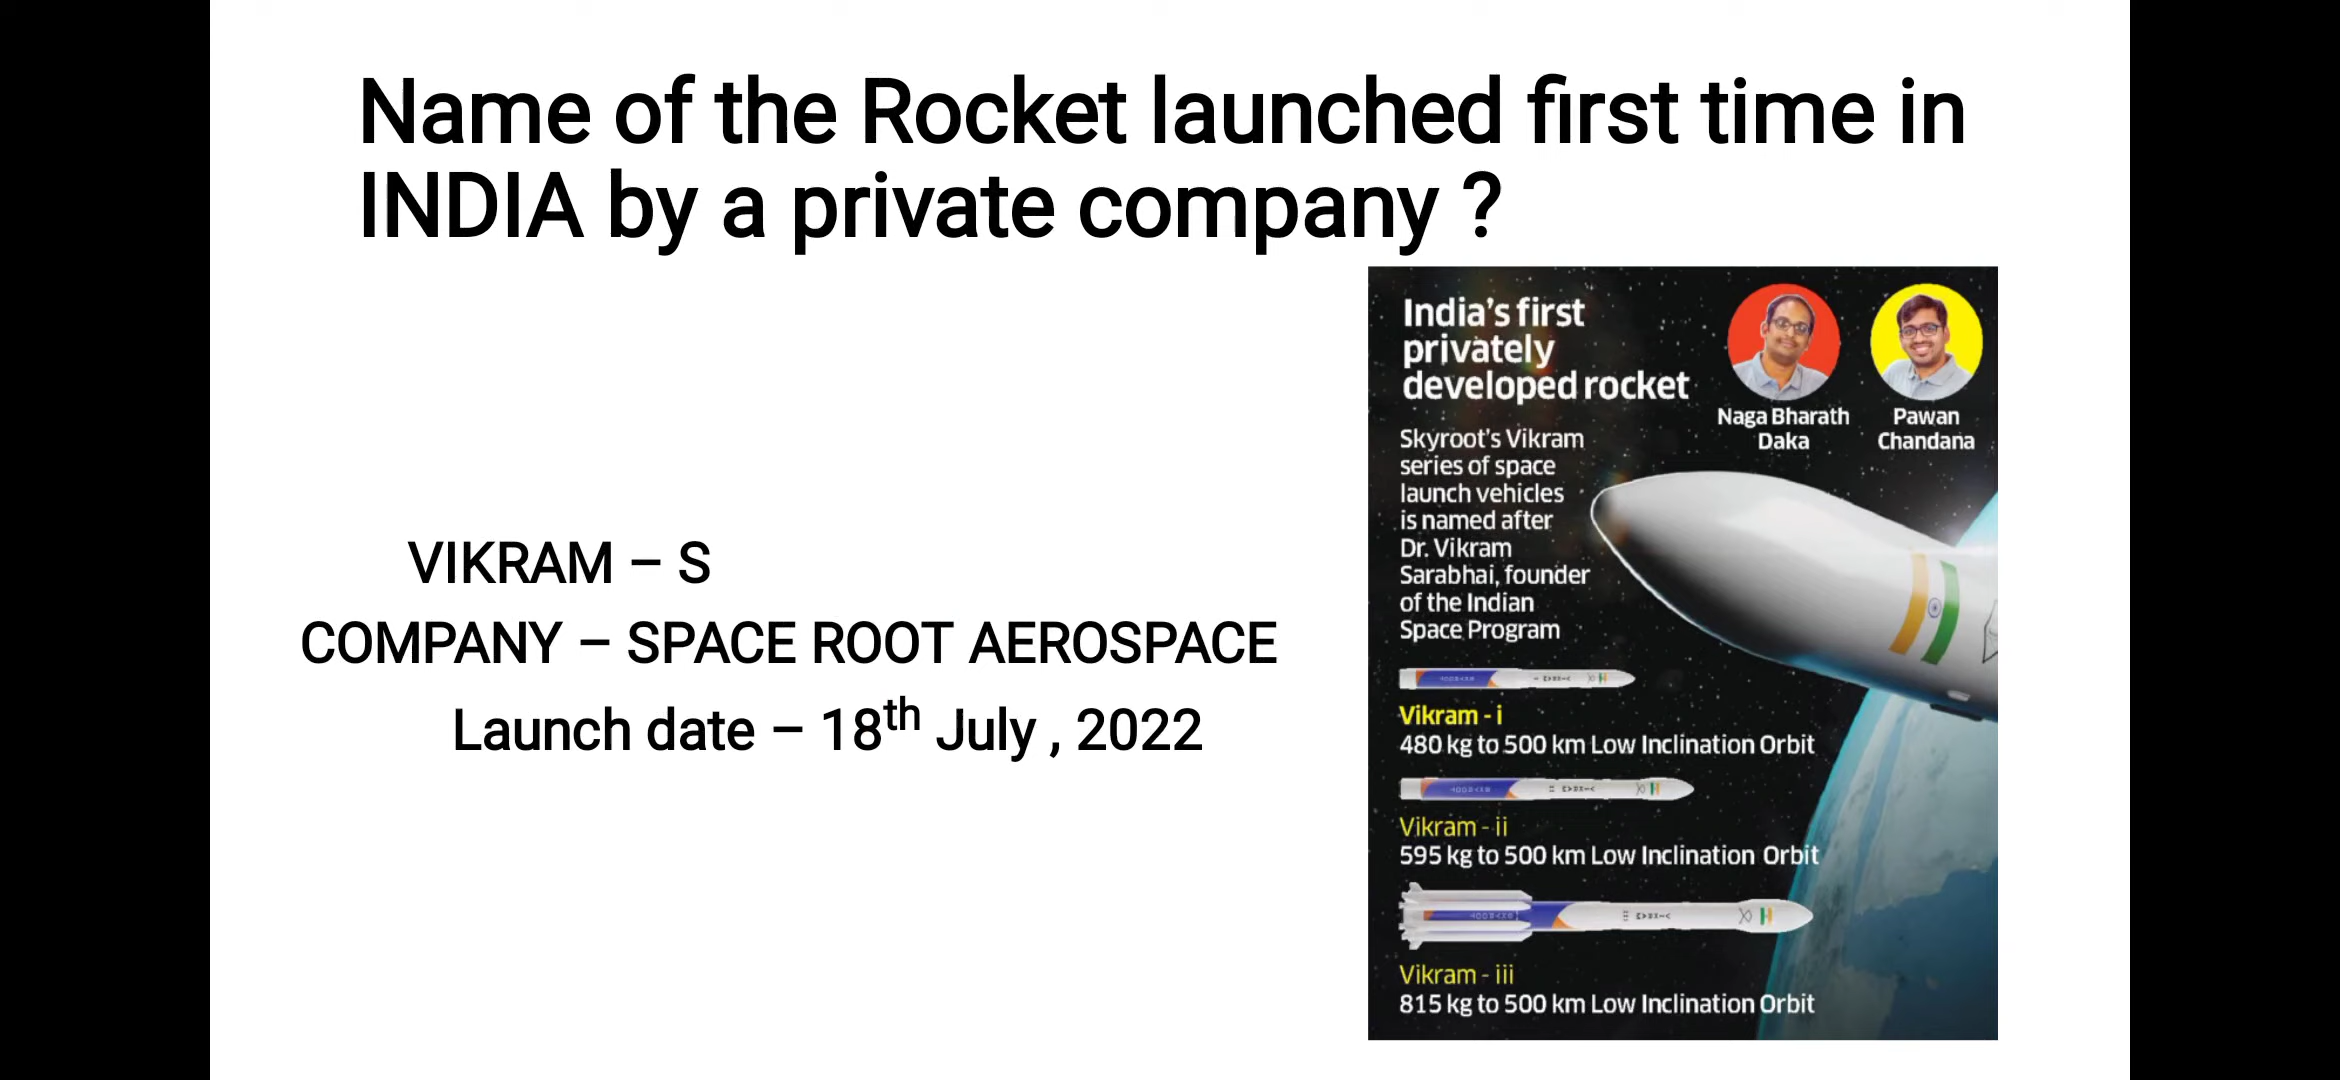 Name of the Rocket launched first time in
INDIA by a private company ?
VIKRAM – S
COMPANY – SPACE ROOT AEROSPACE
Launch date – 18th July , 2022
India's first
privately
developed rocket
Naga Bharath
Daka
Pawan
Chandana
Skyroot's Vikram
series of space
launch vehicles
is named after
Dr. Vikram
Sarabhai, founder
of the Indian
Space Program
Vikram - i
480 kg to 500 km Low Inclination Orbit
Vikram - ii
595 kg to 500 km Low Inclination Orbit
Vikram - iii
815 kg to 500 km Low Inclination Orbit